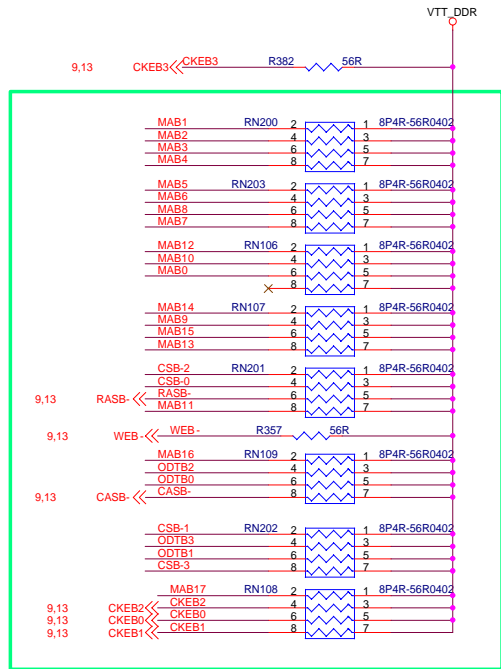 VTT_DDR
9,13 CKEB3 CKEB3 R382 56R
MAB1 RN200 2 1 8P4R-56R0402
MAB2 4 3
MAB3 6 5
MAB4 8 7
MAB5 RN203 2 1 8P4R-56R0402
MAB6 4 3
MAB8 6 5
MAB7 8 7
MAB12 RN106 2 1 8P4R-56R0402
MAB10 4 3
MAB0 6 5
8 7
MAB14 RN107 2 1 8P4R-56R0402
MAB9 4 3
MAB15 6 5
MAB13 8 7
CSB-2 RN201 2 1 8P4R-56R0402
CSB-0 4 3
9,13 RASB- RASB- 6 5
MAB11 8 7
9,13 WEB- WEB- R357 56R
MAB16 RN109 2 1 8P4R-56R0402
ODTB2 4 3
ODTB0 6 5
9,13 CASB- CASB- 8 7
CSB-1 RN202 2 1 8P4R-56R0402
ODTB3 4 3
ODTB1 6 5
CSB-3 8 7
MAB17 RN108 2 1 8P4R-56R0402
9,13 CKEB2 CKEB2 4 3
9,13 CKEB0 CKEB0 6 5
9,13 CKEB1 CKEB1 8 7